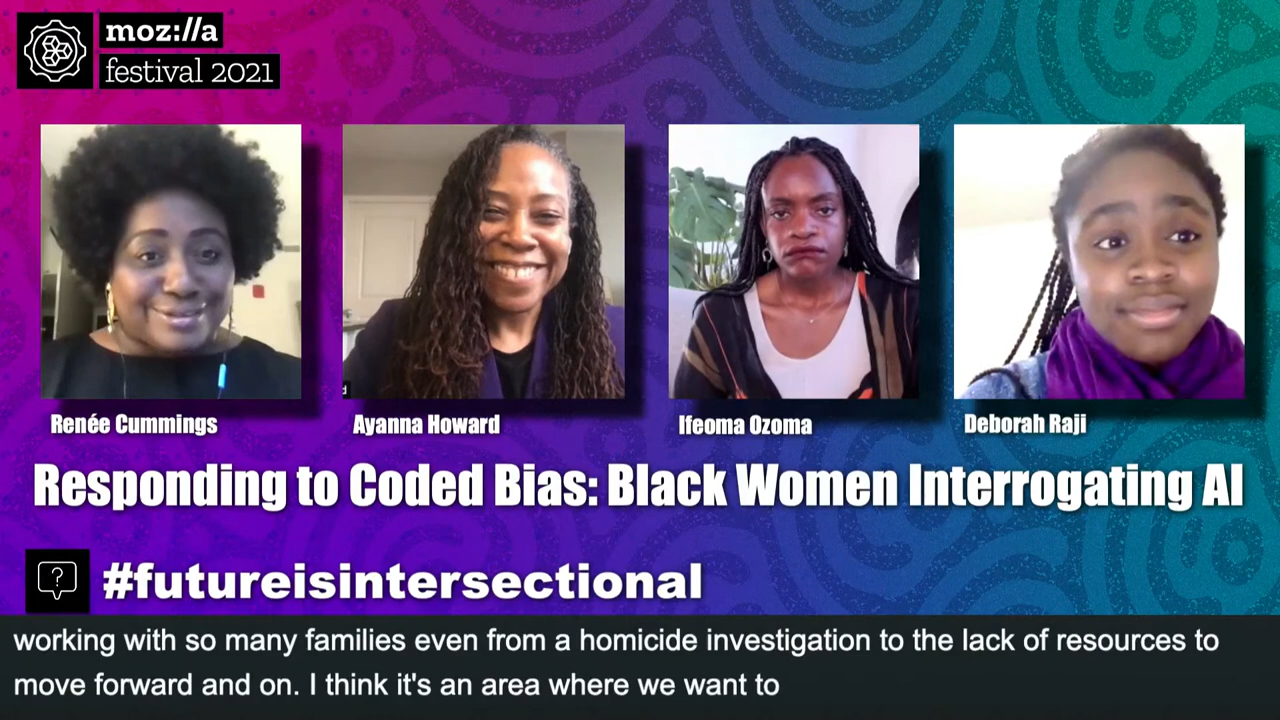 moz://a
festival 2021
Renée Cummings
Ayanna Howard
Ifeoma Ozoma
Deborah Raji
Responding to Coded Bias: Black Women Interrogating AI
?
#futureisintersectional
working with so many families even from a homicide investigation to the lack of resources to
move forward and on. I think it's an area where we want to